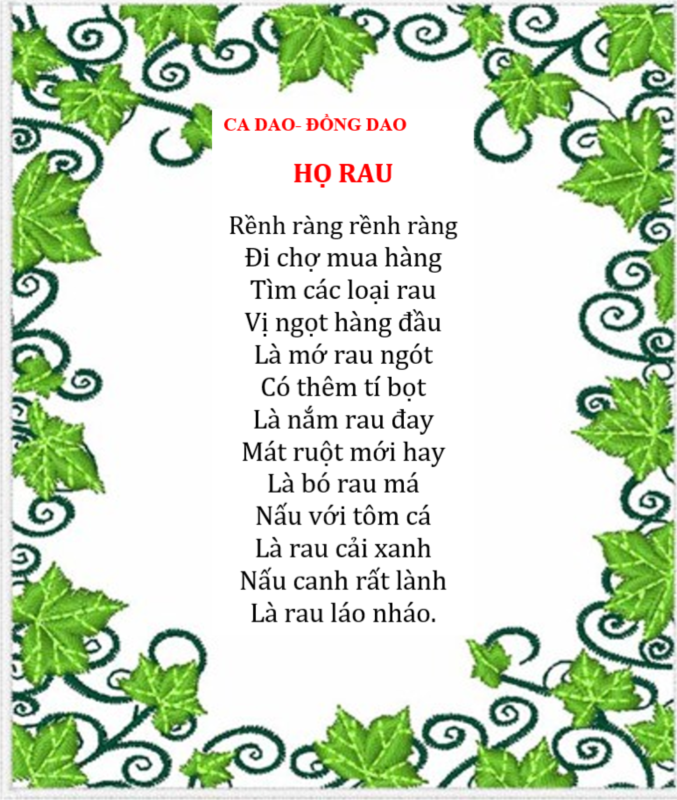 CA DAO- ĐỒNG DAO
HỌ RAU
Rềnh ràng rềnh ràng
Đi chợ mua hàng
Tìm các loại rau
Vị ngọt hàng đầu
Là mớ rau ngót
Có thêm tí bọt
Là nắm rau đay
Mát ruột mới hay
Là bó rau má
Nấu với tôm cá
Là rau cải xanh
Nấu canh rất lành
Là rau láo nháo.